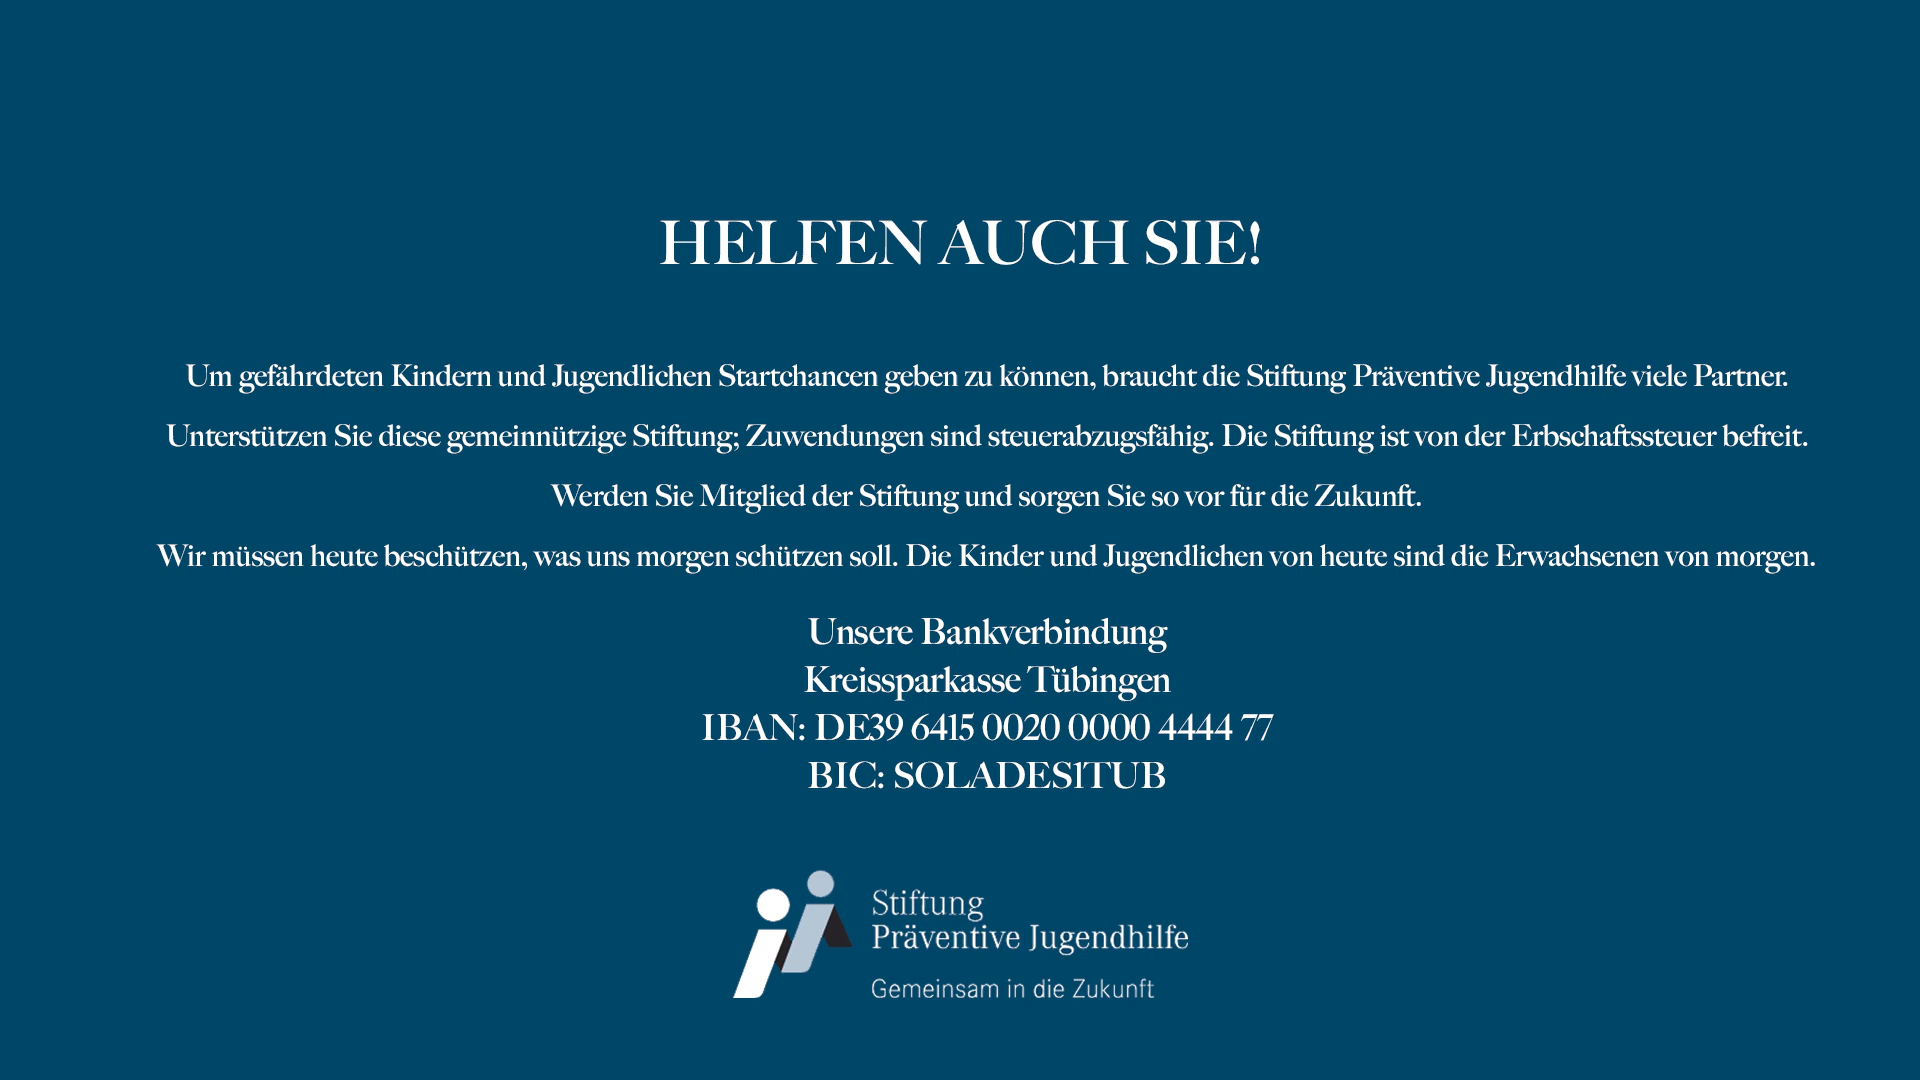 HELFEN AUCH SIE!
Um gefährdeten Kindern und Jugendlichen Startchancen geben zu können, braucht die Stiftung Präventive Jugendhilfe viele Partner.
Unterstützen Sie diese gemeinnützige Stiftung; Zuwendungen sind steuerabzugsfähig. Die Stiftung ist von der Erbschaftssteuer befreit.
Werden Sie Mitglied der Stiftung und sorgen Sie so vor für die Zukunft.
Wir müssen heute beschützen, was uns morgen schützen soll. Die Kinder und Jugendlichen von heute sind die Erwachsenen von morgen.
Unsere Bankverbindung
Kreissparkasse Tübingen
IBAN: DE39 6415 0020 0000 4444 77
BIC: SOLADES1TUB
Stiftung
Präventive Jugendhilfe
Gemeinsam in die Zukunft